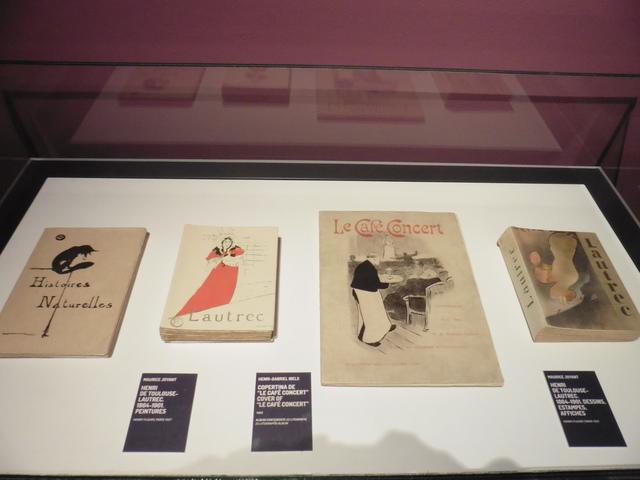 Histoires
Naturelles
Lautrec
Le Café Concert
Lautrec
Lautrec
MAURICE JOYANT
HENRI
DE TOULOUSE-
LAUTREC.
1864-1901.
PEINTURES
HENRI-GABRIEL IBELS
COPERTINA DE
"LE CAFÉ CONCERT"
COVER OF
"LE CAFÉ CONCERT"
1893
MAURICE JOYANT
HENRI
DE TOULOUSE-
LAUTREC.
1864-1901. DESSINS,
ESTAMPES,
AFFICHES